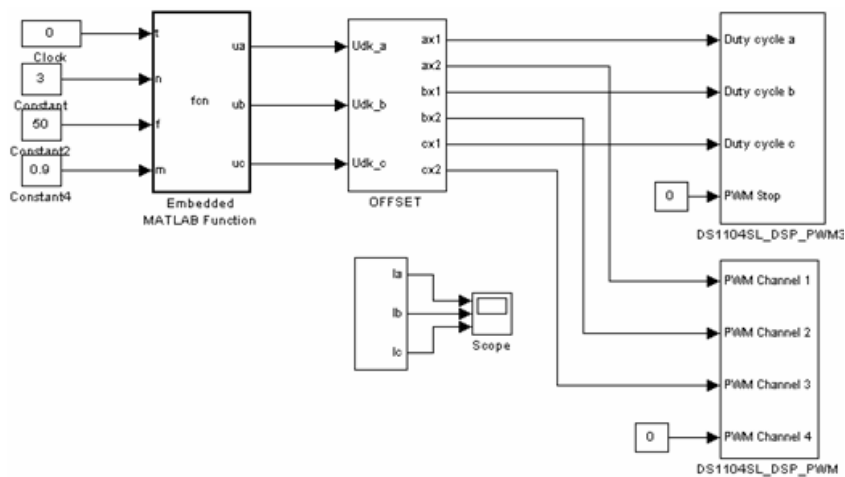 0
t
Clock
3
n
Constant
fcn
50
f
Constant2
0.9
m
Constant4
ua
ub
uc
Embedded
MATLAB Function
Udk_a
Udk_b
Udk_c
ax1
ax2
bx1
bx2
cx1
cx2
OFFSET
Duty cycle a
Duty cycle b
Duty cycle c
0
PWM Stop
DS1104SL_DSP_PWM3
Ia
Ib
Ic
Scope
PWM Channel 1
PWM Channel 2
PWM Channel 3
0
PWM Channel 4
DS1104SL_DSP_PWM